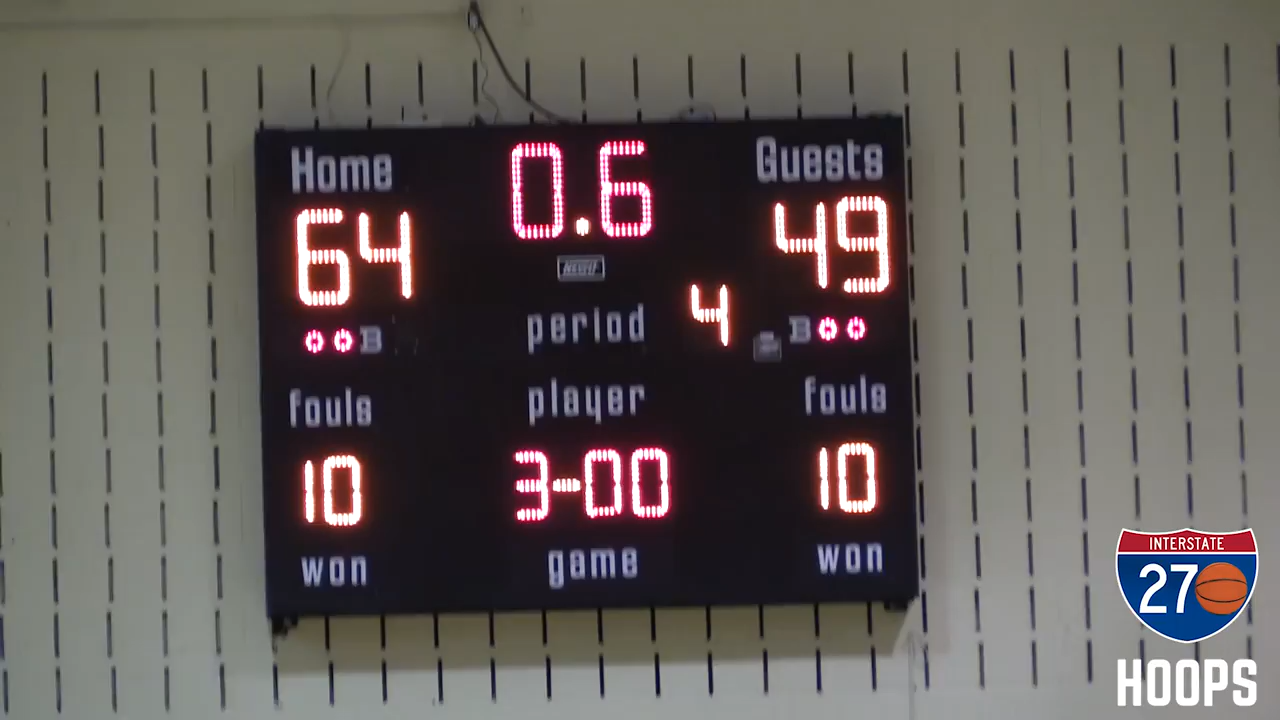 Home
0.6
Guests
64
49
period
4
B
B
fouls
player
fouls
10
3-00
10
won
game
won
INTERSTATE
270
HOOPS